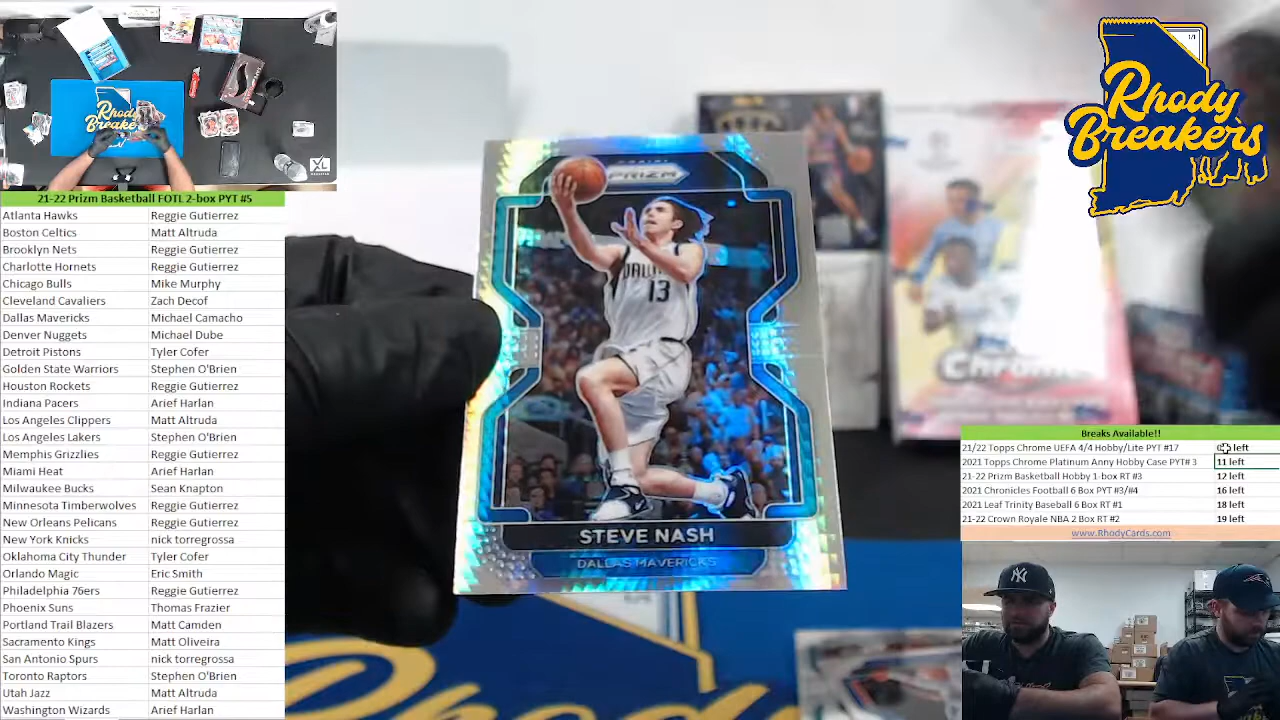 Rhody
Breakers
1/1
Rhody
Breakers
XL
21-22 Prizm Basketball FOTL 2-box PYT #5
Atlanta Hawks Reggie Gutierrez
Boston Celtics Matt Altruda
Brooklyn Nets Reggie Gutierrez
Charlotte Hornets Reggie Gutierrez
Chicago Bulls Mike Murphy
Cleveland Cavaliers Zach Decof
Dallas Mavericks Michael Camacho
Denver Nuggets Michael Dube
Detroit Pistons Tyler Cofer
Golden State Warriors Stephen O'Brien
Houston Rockets Reggie Gutierrez
Indiana Pacers Arief Harlan
Los Angeles Clippers Matt Altruda
Los Angeles Lakers Stephen O'Brien
Memphis Grizzlies Reggie Gutierrez
Miami Heat Arief Harlan
Milwaukee Bucks Sean Knapton
Minnesota Timberwolves Reggie Gutierrez
New Orleans Pelicans Reggie Gutierrez
New York Knicks nick torregrossa
Oklahoma City Thunder Tyler Cofer
Orlando Magic Eric Smith
Philadelphia 76ers Reggie Gutierrez
Phoenix Suns Thomas Frazier
Portland Trail Blazers Matt Camden
Sacramento Kings Matt Oliveira
San Antonio Spurs nick torregrossa
Toronto Raptors Stephen O'Brien
Utah Jazz Matt Altruda
Washington Wizards Arief Harlan
PRIZM
DALLAS
13
STEVE NASH
DALLAS MAVERICKS
Chrome
Breaks Available!!
21/22 Topps Chrome UEFA 4/4 Hobby/Lite PYT #17 left
2021 Topps Chrome Platinum Anny Hobby Case PYT# 3 11 left
21-22 Prizm Basketball Hobby 1-box RT #3 12 left
2021 Chronicles Football 6 Box PYT #3/#4 16 left
2021 Leaf Trinity Baseball 6 Box RT #1 18 left
21-22 Crown Royale NBA 2 Box RT #2 19 left
www.RhodyCards.com